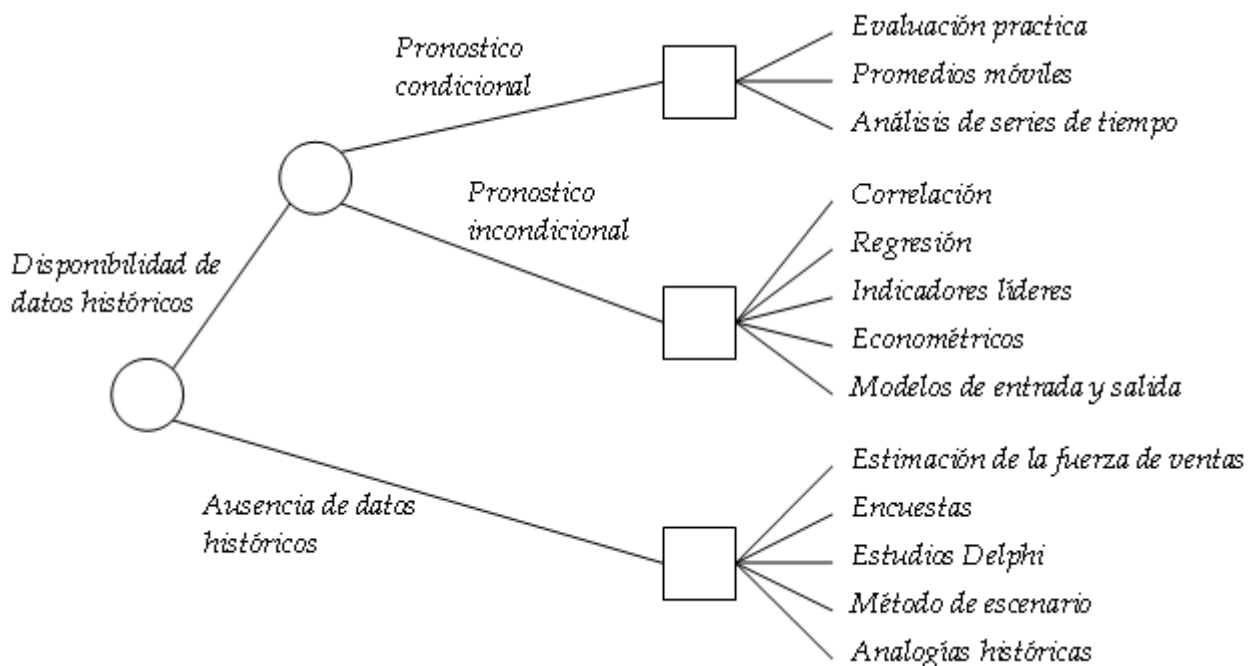 Pronostico
condicional
Evaluación practica
Promedios móviles
Análisis de series de tiempo
Pronostico
incondicional
Correlación
Regresión
Indicadores líderes
Econométricos
Modelos de entrada y salida
Disponibilidad de
datos históricos
Ausencia de datos
históricos
Estimación de la fuerza de ventas
Encuestas
Estudios Delphi
Método de escenario
Analogías históricas